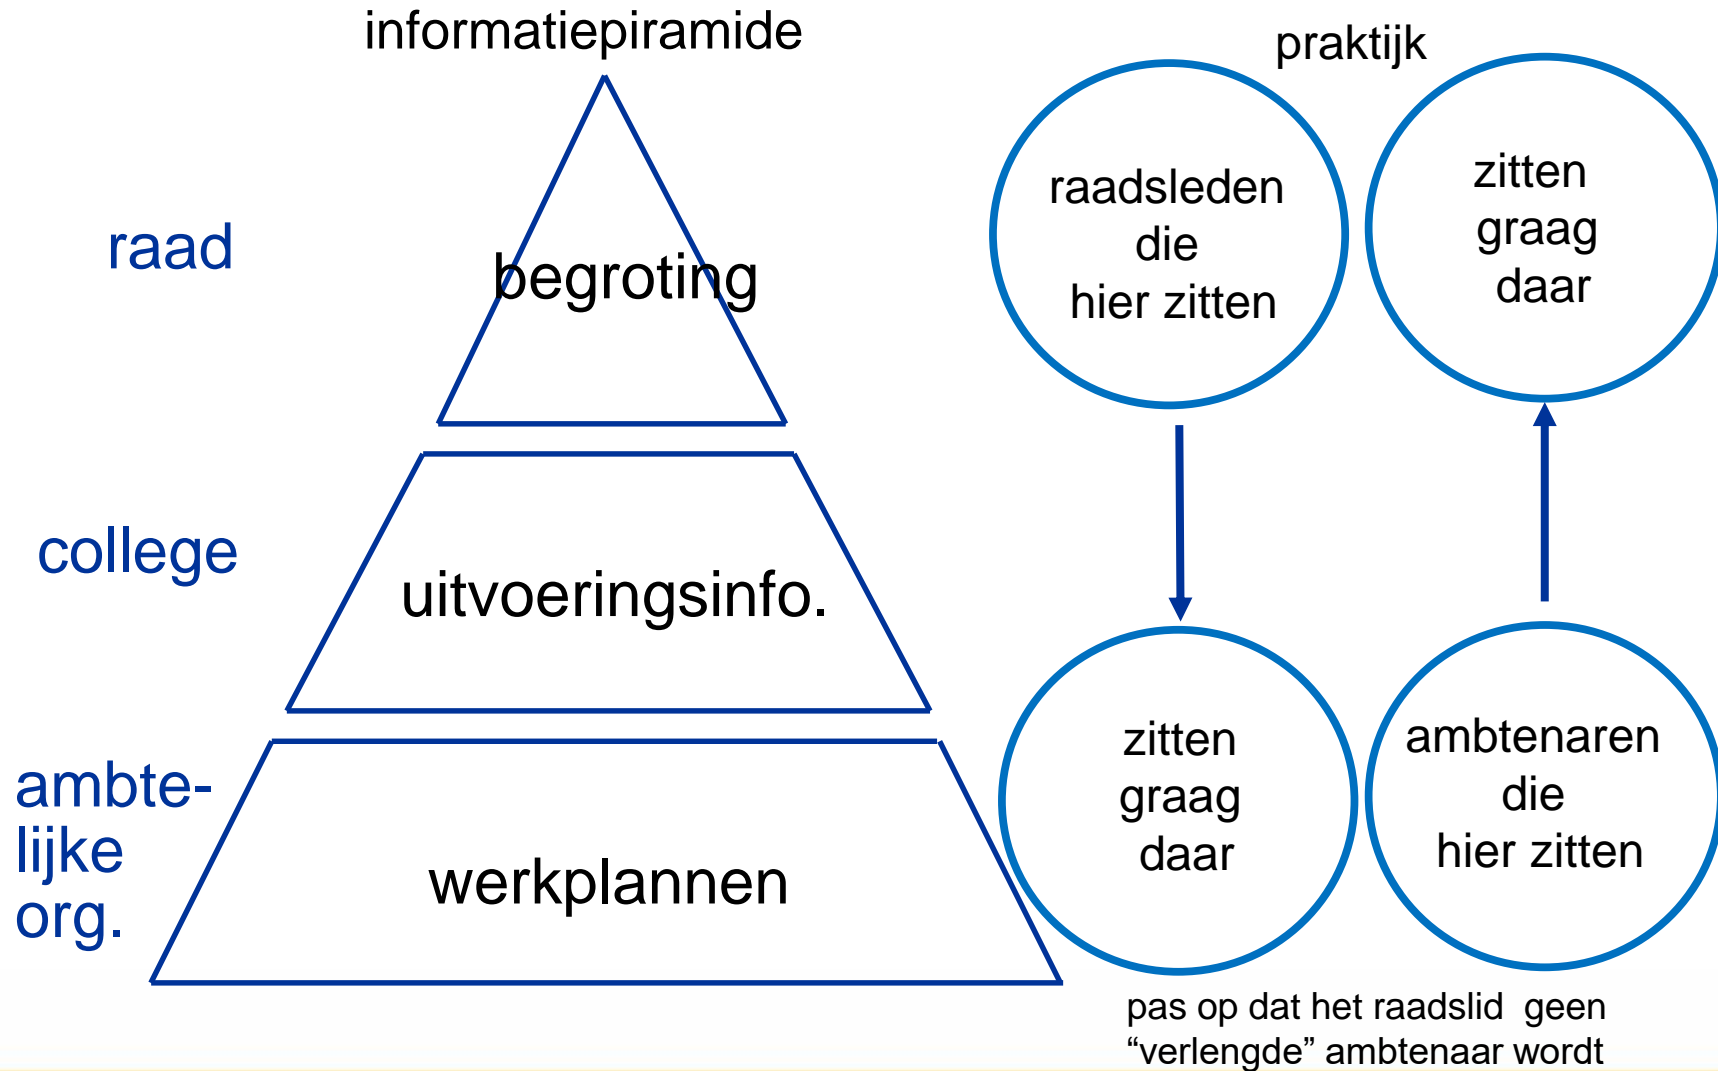 informatiepiramide
praktijk
raad
begroting
raadsleden
die
hier zitten
zitten
graag
daar
college
uitvoeringsinfo.
ambte-
lijke
org.
werkplannen
zitten
graag
daar
ambtenaren
die
hier zitten
pas op dat het raadslid  geen
“verlengde” ambtenaar wordt